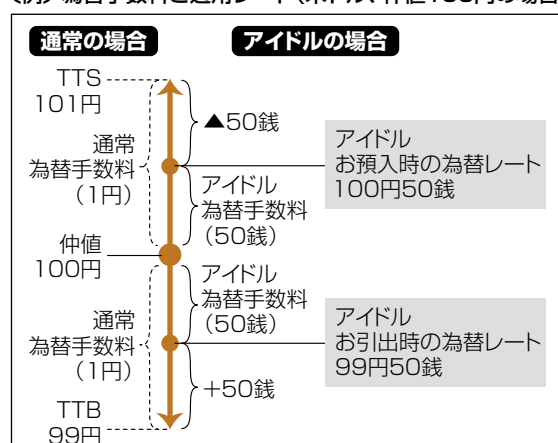 通常の場合
アイドルの場合
TTS
101円
▲50銭
通常
為替手数料
(1円)
アイドル
お預入時の為替レート
100円50銭
アイドル
為替手数料
(50銭)
仲値
100円
アイドル
為替手数料
(50銭)
通常
為替手数料
(1円)
アイドル
お引出時の為替レート
99円50銭
+50銭
TTB
99円